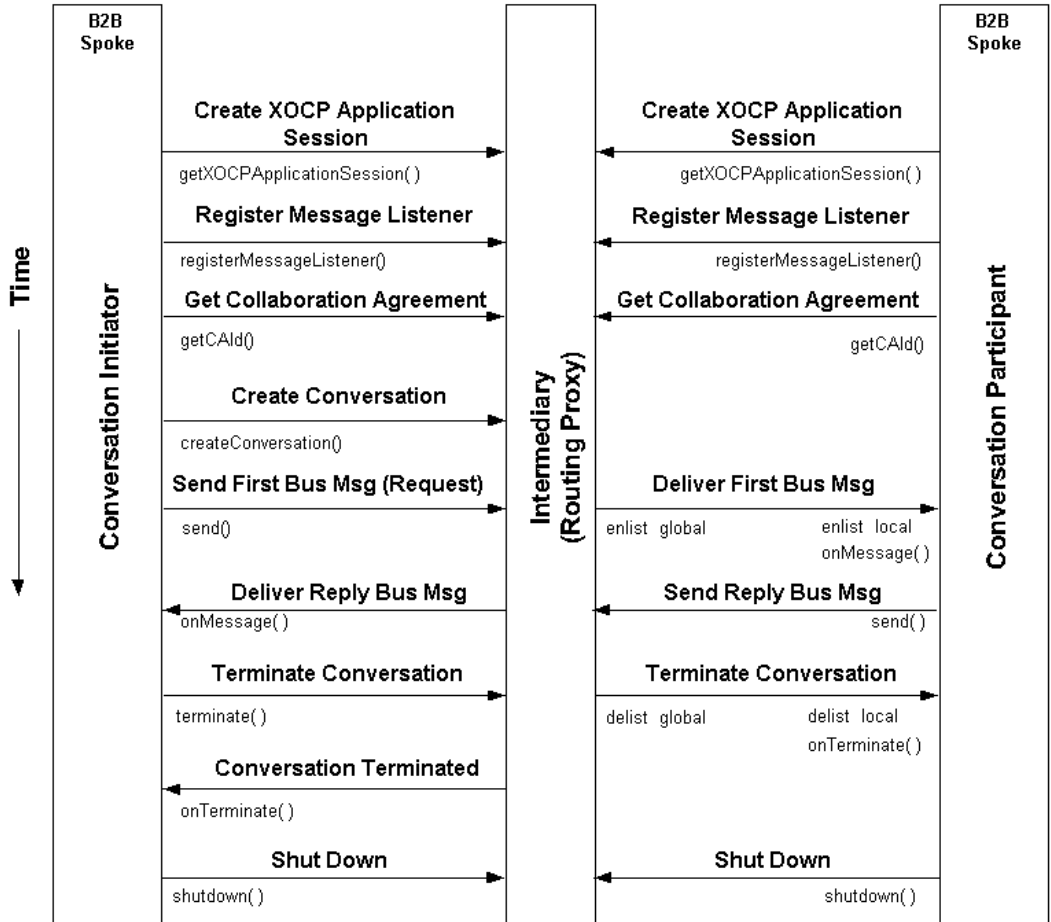 B2B
Spoke
B2B
Spoke
Create XOCP Application
Session
getXOCPApplicationSession( )
Create XOCP Application
Session
getXOCPApplicationSession( )
Register Message Listener
registerMessageListener()
Register Message Listener
registerMessageListener()
Time
Get Collaboration Agreement
getCAId()
Get Collaboration Agreement
getCAId()
Conversation Initiator
Intermediary
(Routing Proxy)
Conversation Participant
Create Conversation
createConversation()
Send First Bus Msg (Request)
send()
Deliver First Bus Msg
enlist global
enlist local
onMessage( )
Deliver Reply Bus Msg
onMessage( )
Send Reply Bus Msg
send( )
Terminate Conversation
terminate( )
Terminate Conversation
delist global
delist local
onTerminate( )
Conversation Terminated
onTerminate( )
Shut Down
shutdown( )
Shut Down
shutdown( )